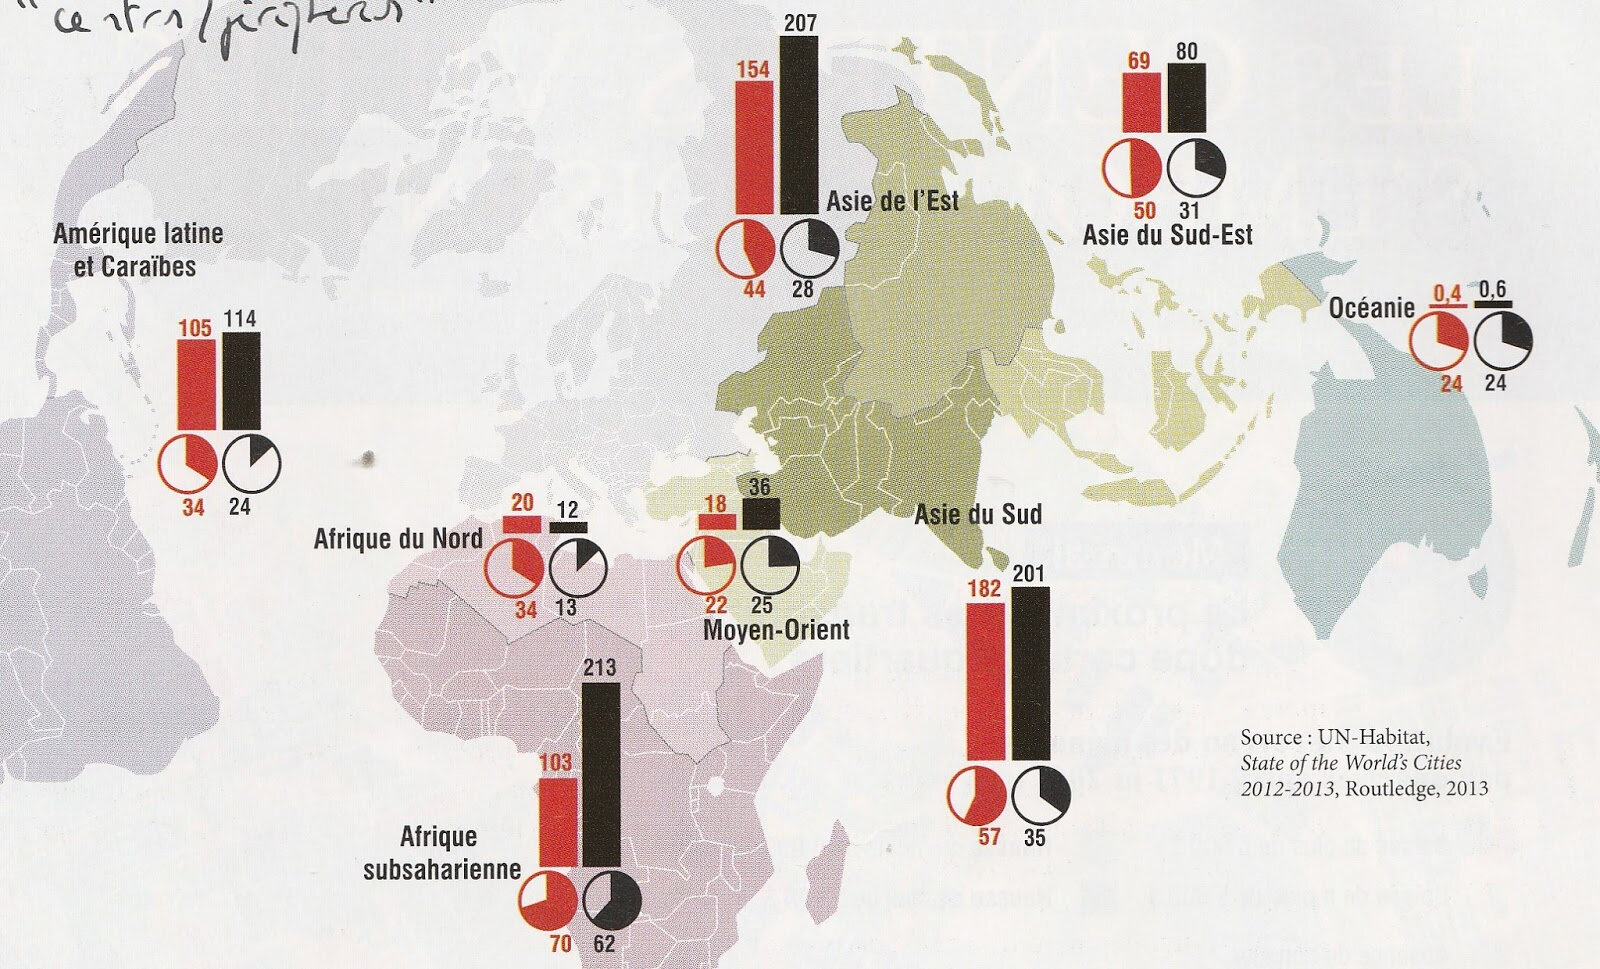 "centres/périphéries"
207
154
69
80
Asie de l'Est
50
31
Asie du Sud-Est
Amérique latine
et Caraïbes
44
28
Océanie
0,4
0,6
105
114
24
24
34
24
Afrique du Nord
20
12
18
36
Asie du Sud
34
13
22
25
Moyen-Orient
182
201
213
103
57
35
Source : UN-Habitat,
State of the World's Cities
2012-2013, Routledge, 2013
Afrique
subsaharienne
70
62